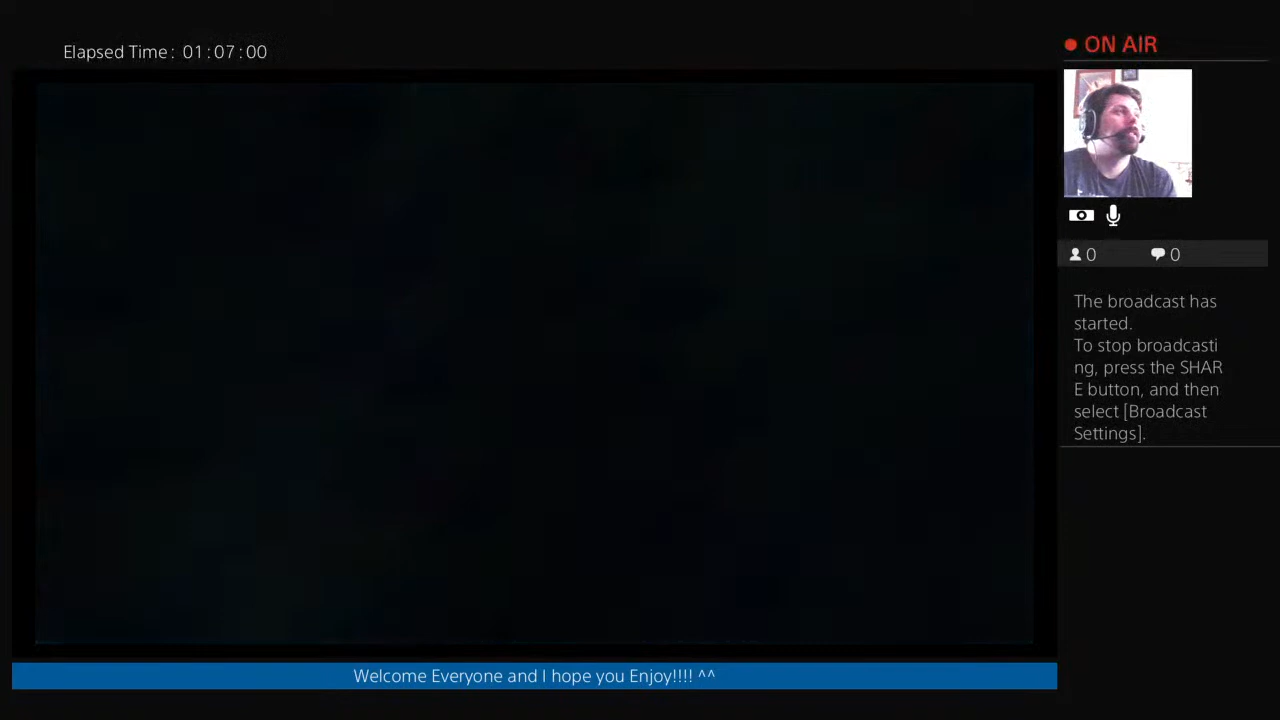 Elapsed Time: 01:07:00
ON AIR
0 0
The broadcast has
started.
To stop broadcasti
ng, press the SHAR
E button, and then
select [Broadcast
Settings].
Welcome Everyone and I hope you Enjoy!!!! ^^